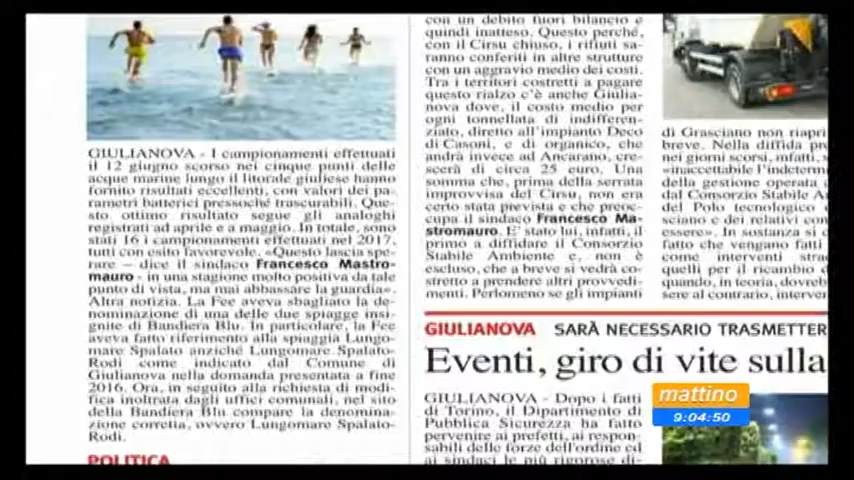 GIULIANOVA - I campionamenti effettuati
il 12 giugno scorso nei cinque punti delle
acque marine lungo il litorale giuliese hanno
fornito risultati eccellenti, con valori dei pa-
rametri batterici pressoché trascurabili. Que-
sto ottimo risultato segue gli analoghi
registrati ad aprile e a maggio. In totale, sono
stati 16 i campionamenti effettuati nel 2017,
tutti con esito favorevole. «Questo lascia spe-
rare – dice il sindaco Francesco Mastro-
mauro - in una stagione molto positiva da tale
punto di vista, ma mai abbassare la guardia».
Altra notizia. La Fee aveva sbagliato la de-
nominazione di una delle due spiagge insi-
gnite di Bandiera Blu. In particolare, la Fee
aveva fatto riferimento alla spiaggia Lungo-
mare Spalato anziché Lungomare Spalato-
Rodi come indicato dal Comune di
Giulianova nella domanda presentata a fine
2016. Ora, in seguito alla richiesta di modi-
fica inoltrata dagli uffici comunali, nel sito
della Bandiera Blu compare la denomina-
zione corretta, ovvero Lungomare Spalato-
Rodi.
POLITICA
con un debito fuori bilancio e
quindi inatteso. Questo perché,
con il Cirsu chiuso, i rifiuti sa-
ranno conferiti in altre strutture
con un aggravio medio dei costi.
Tra i territori costretti a pagare
questo rialzo c'è anche Giulia-
nova dove, il costo medio per
ogni tonnellata di indifferen-
ziato, diretto all'impianto Deco
di Casoni, e di organico, che
andrà invece ad Ancarano, cre-
scerà di circa 25 euro. Una
somma che, prima della serrata
improvvisa del Cirsu, non era
certo stata prevista e che preoc-
cupa il sindaco Francesco Ma-
stromauro. E' stato lui, infatti, il
primo a diffidare il Consorzio
Stabile Ambiente e, non è
escluso, che a breve si vedrà co-
stretto a prendere altri provvedi-
menti. Perlomeno se gli impianti
di Grasciano non riapri
breve. Nella diffida pr
nei giorni scorsi, infatti, s
«inaccettabile l'indeterm
della gestione operata
dal Consorzio Stabile A
del Polo tecnologico
sciano e dei relativi con
essere». In sostanza si c
fatto che vengano fatti
come interventi stra
quelli per il ricambio d
quando, in teoria, dovreb
sere al contrario, interven
GIULIANOVA SARÀ NECESSARIO TRASMETTER
Eventi, giro di vite sulla
GIULIANOVA - Dopo i fatti
di Torino, il Dipartimento di
Pubblica Sicurezza ha fatto
pervenire ai prefetti, ai respon-
sabili delle forze dell'ordine ed
ai sindaci le più rigorose di-
mattino
9:04:50